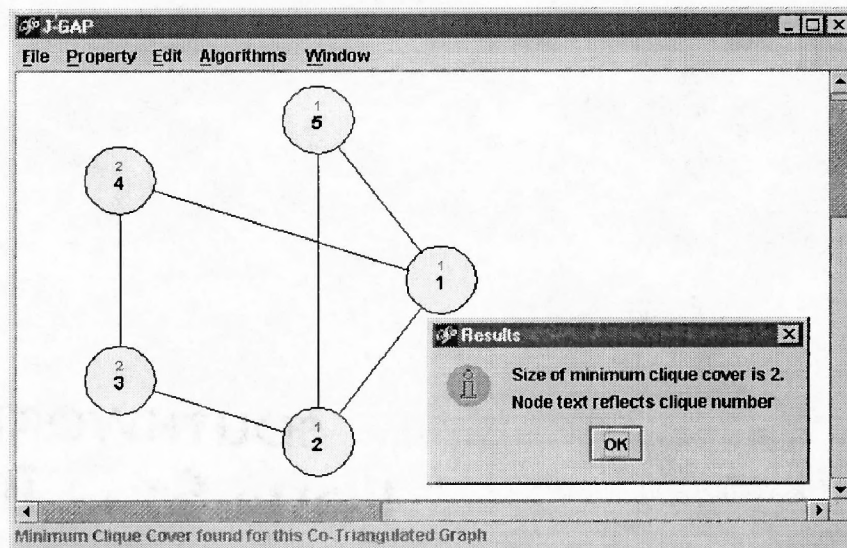 J-GAP
File Property Edit Algorithms Window
1
5
2
4
1
1
2
3
1
2
Results
Size of minimum clique cover is 2.
Node text reflects clique number
OK
Minimum Clique Cover found for this Co-Triangulated Graph